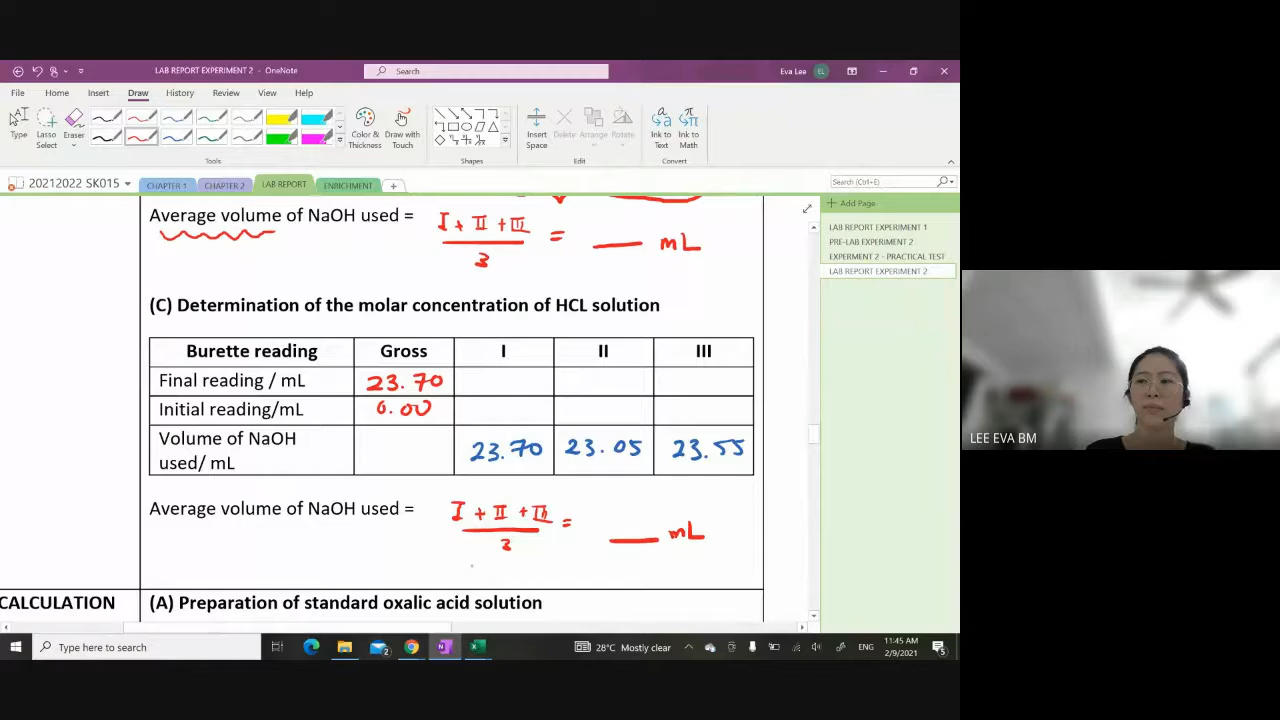 LAB REPORT EXPERIMENT 2 - OneNote
Search
Eva Lee
EL
File Home Insert Draw History Review View Help
Type
Lasso Select
Eraser
Color & Thickness
Draw with Touch
Insert Space
Delete
Arrange
Rotate
Ink to Text
Ink to Math
Tools
Shapes
Edit
Convert
20212022 SK015
CHAPTER 1
CHAPTER 2
LAB REPORT
ENRICHMENT
Search (Ctrl+E)
Add Page
LAB REPORT EXPERIMENT 1
PRE-LAB EXPERIMENT 2
EXPERMENT 2 - PRACTICAL TEST
LAB REPORT EXPERIMENT 2
Average volume of NaOH used = I + II + III / 3 = ___ mL
(C) Determination of the molar concentration of HCL solution
Burette reading Gross I II III
Final reading / mL 23.70
Initial reading/mL 0.00
Volume of NaOH used/ mL 23.70 23.05 23.55
Average volume of NaOH used = I + II + III / 3 = ___ mL
CALCULATION (A) Preparation of standard oxalic acid solution
LEE EVA BM
Type here to search
2
28°C Mostly clear
ENG
11:45 AM
2/9/2021
5